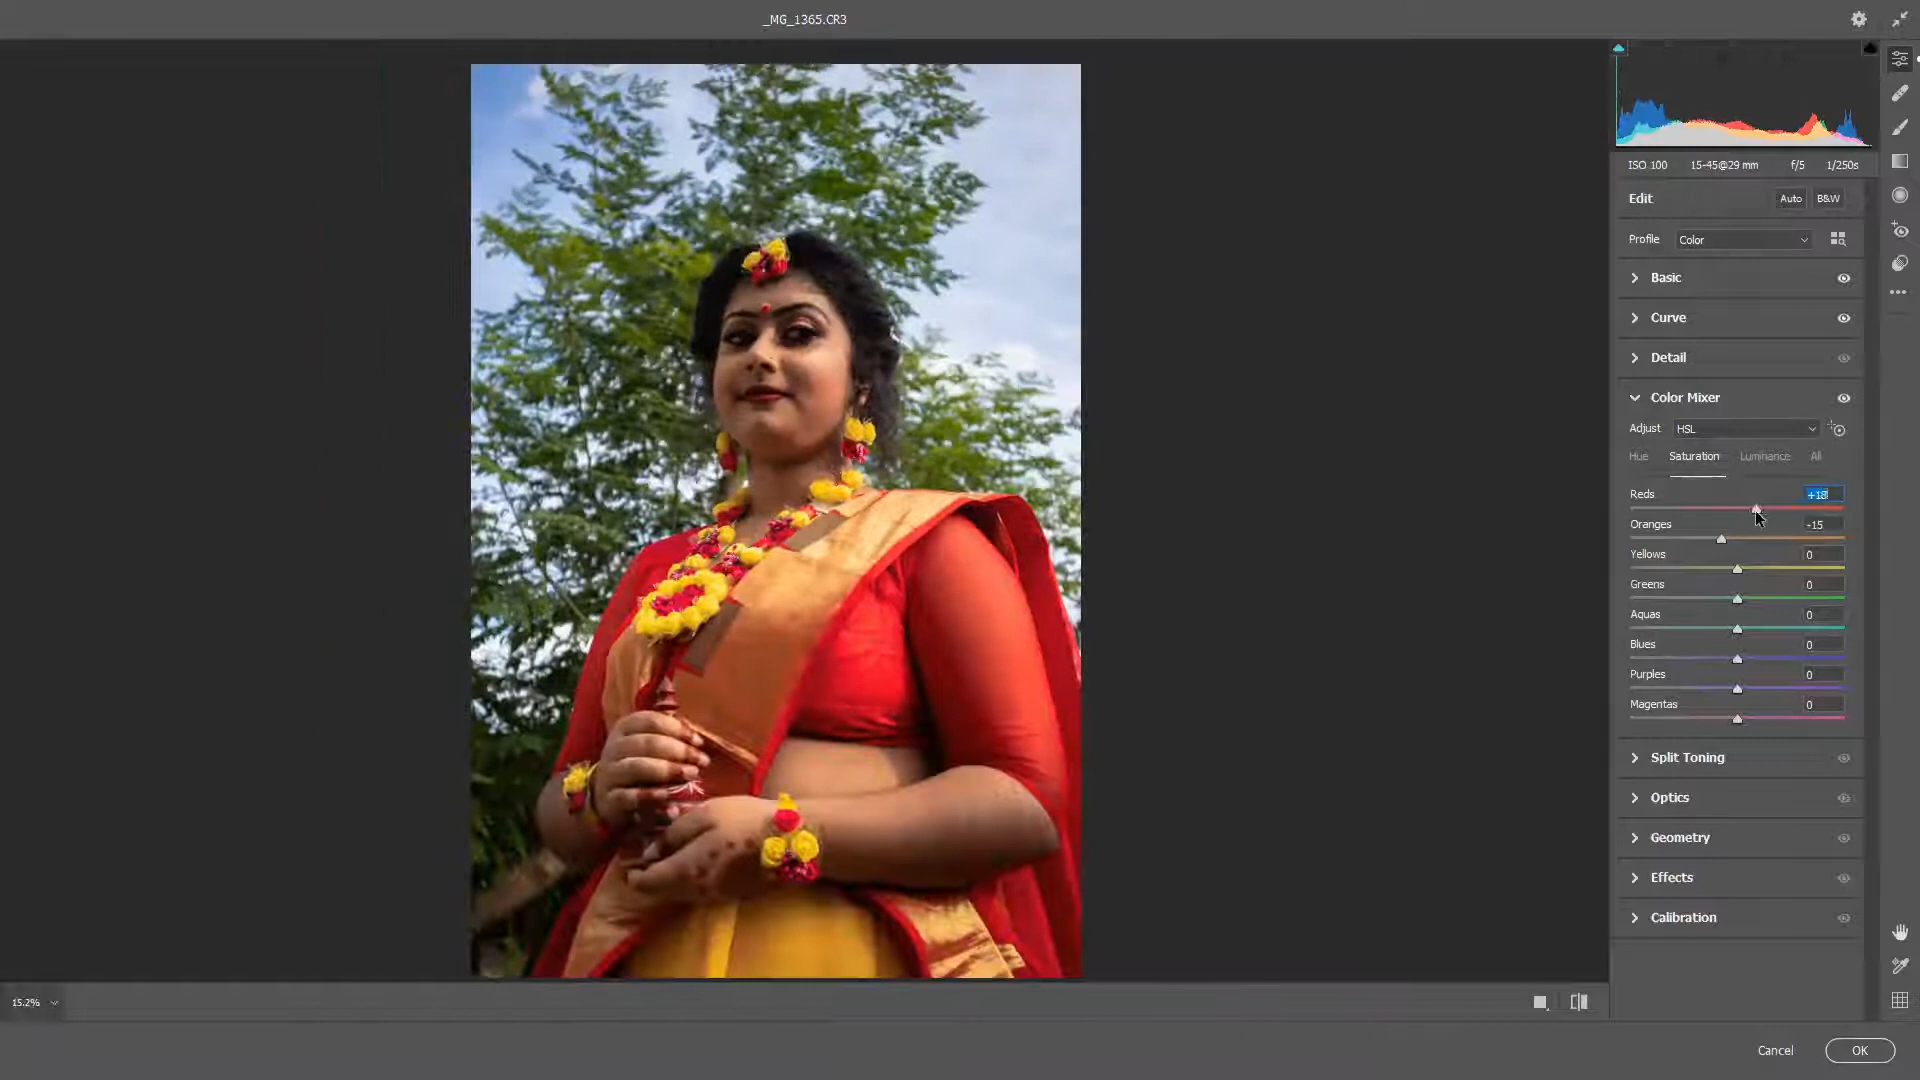 _MG_1365.CR3
ISO 100 15-45@29 mm f/5 1/250s
Edit Auto B&W
Profile Color
Basic
Curve
Detail
Color Mixer
Adjust HSL
Hue Saturation Luminance All
Reds +18
Oranges -15
Yellows 0
Greens 0
Aquas 0
Blues 0
Purples 0
Magentas 0
Split Toning
Optics
Geometry
Effects
Calibration
15.2%
Cancel OK